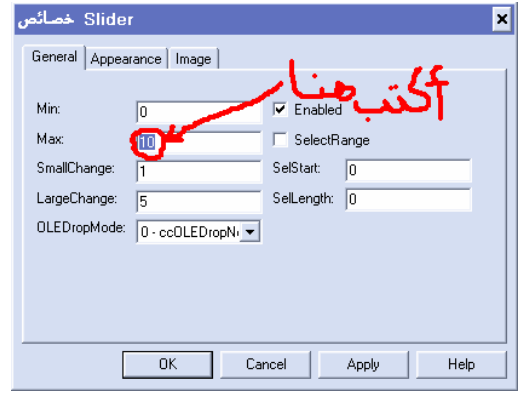 خصائص Slider
General Appearance Image
أكتب هنا
Min: 0 Enabled
Max: 10 SelectRange
SmallChange: 1 SelStart: 0
LargeChange: 5 SelLength: 0
OLEDropMode: 0 - ccOLEDropN
OK Cancel Apply Help